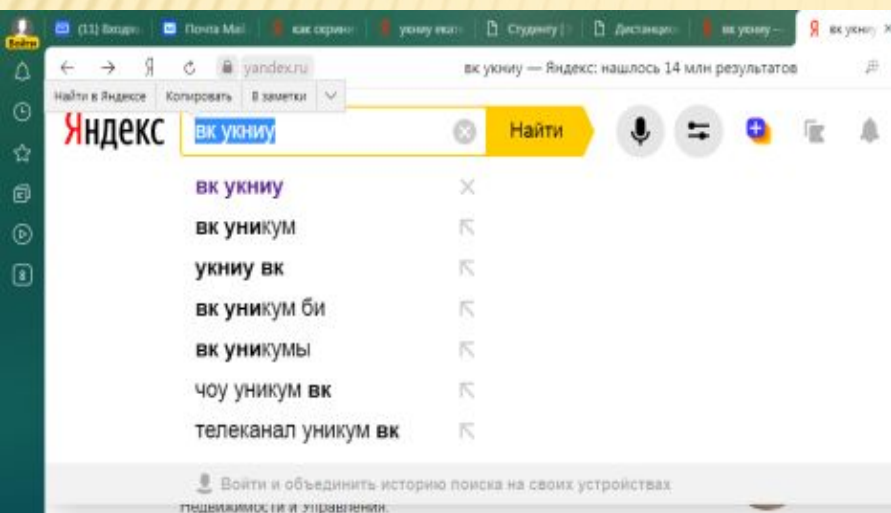 Войти
(11) Входящ
Почта Mail
как скринш
укниу екат
Студенту |
Дистанцио
вк укниу —
вк укниу
yandex.ru
вк укниу — Яндекс: нашлось 14 млн результатов
Найти в Яндексе Копировать В заметки
Яндекс
вк укниу
Найти
вк укниу
вк уникум
укниу вк
вк уникум би
вк уникумы
чоу уникум вк
телеканал уникум вк
Войти и объединить историю поиска на своих устройствах
Недвижимости и Управления.
8